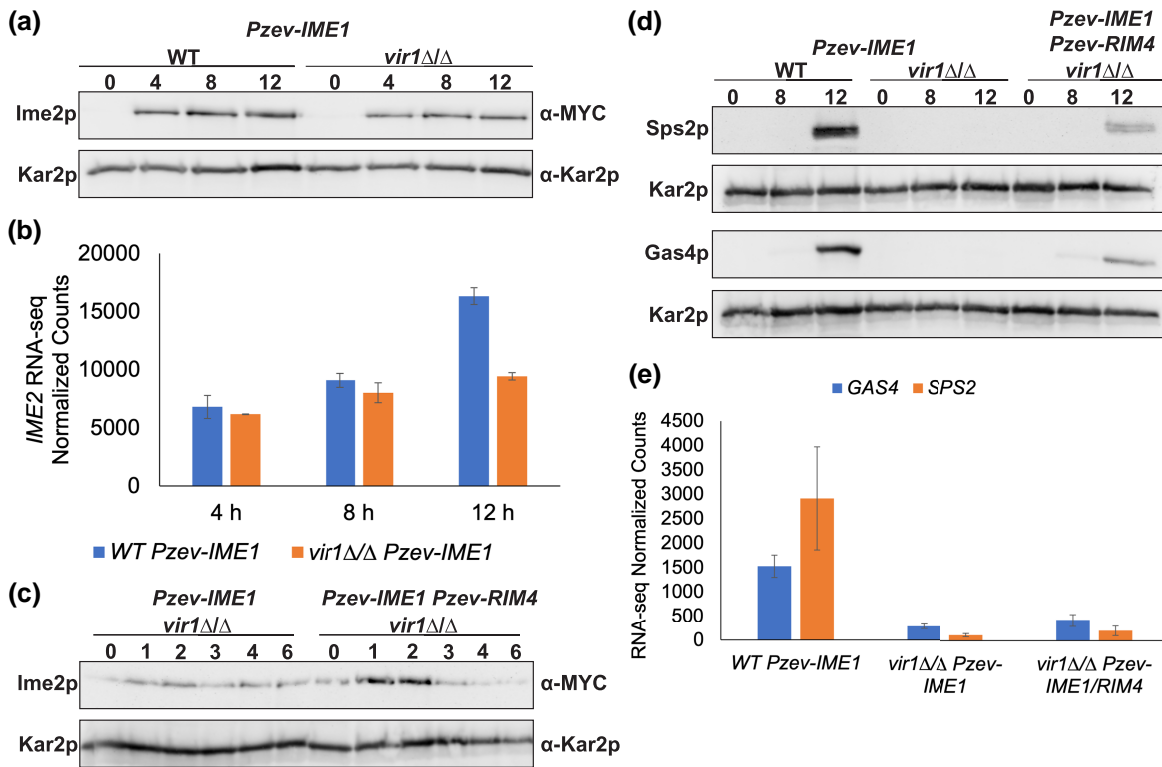 (a)
Pzev-IME1
WT vir1Δ/Δ
0 4 8 12 0 4 8 12
Ime2p α-MYC
Kar2p α-Kar2p
(b)
IME2 RNA-seq
Normalized Counts
20000
15000
10000
5000
0
4 h 8 h 12 h
WT Pzev-IME1 vir1Δ/Δ Pzev-IME1
(c)
Pzev-IME1 Pzev-IME1 Pzev-RIM4
vir1Δ/Δ vir1Δ/Δ
0 1 2 3 4 6 0 1 2 3 4 6
Ime2p α-MYC
Kar2p α-Kar2p
(d)
Pzev-IME1
Pzev-IME1 Pzev-RIM4
WT vir1Δ/Δ vir1Δ/Δ
0 8 12 0 8 12 0 8 12
Sps2p
Kar2p
Gas4p
Kar2p
(e)
GAS4 SPS2
RNA-seq Normalized Counts
4500
4000
3500
3000
2500
2000
1500
1000
500
0
WT Pzev-IME1 vir1Δ/Δ Pzev- vir1Δ/Δ Pzev-
IME1 IME1/RIM4